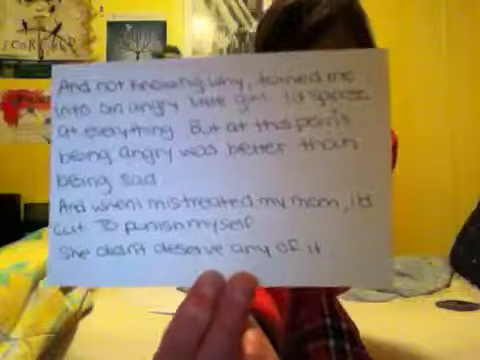 And not knowing why, turned me
into an angry little girl. I'd
at everything But at this point
being angry was better than
being sad
And when i mistreated my mom, i'd
cut to punish myself
She didn't deserve any of it